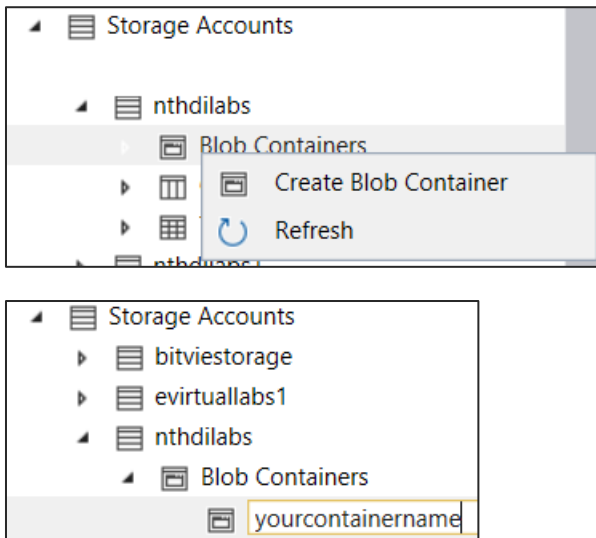 Storage Accounts
nthdilabs
Blob Containers
Create Blob Container
Refresh
Storage Accounts
bitviestorage
evirtuallabs1
nthdilabs
Blob Containers
yourcontainername